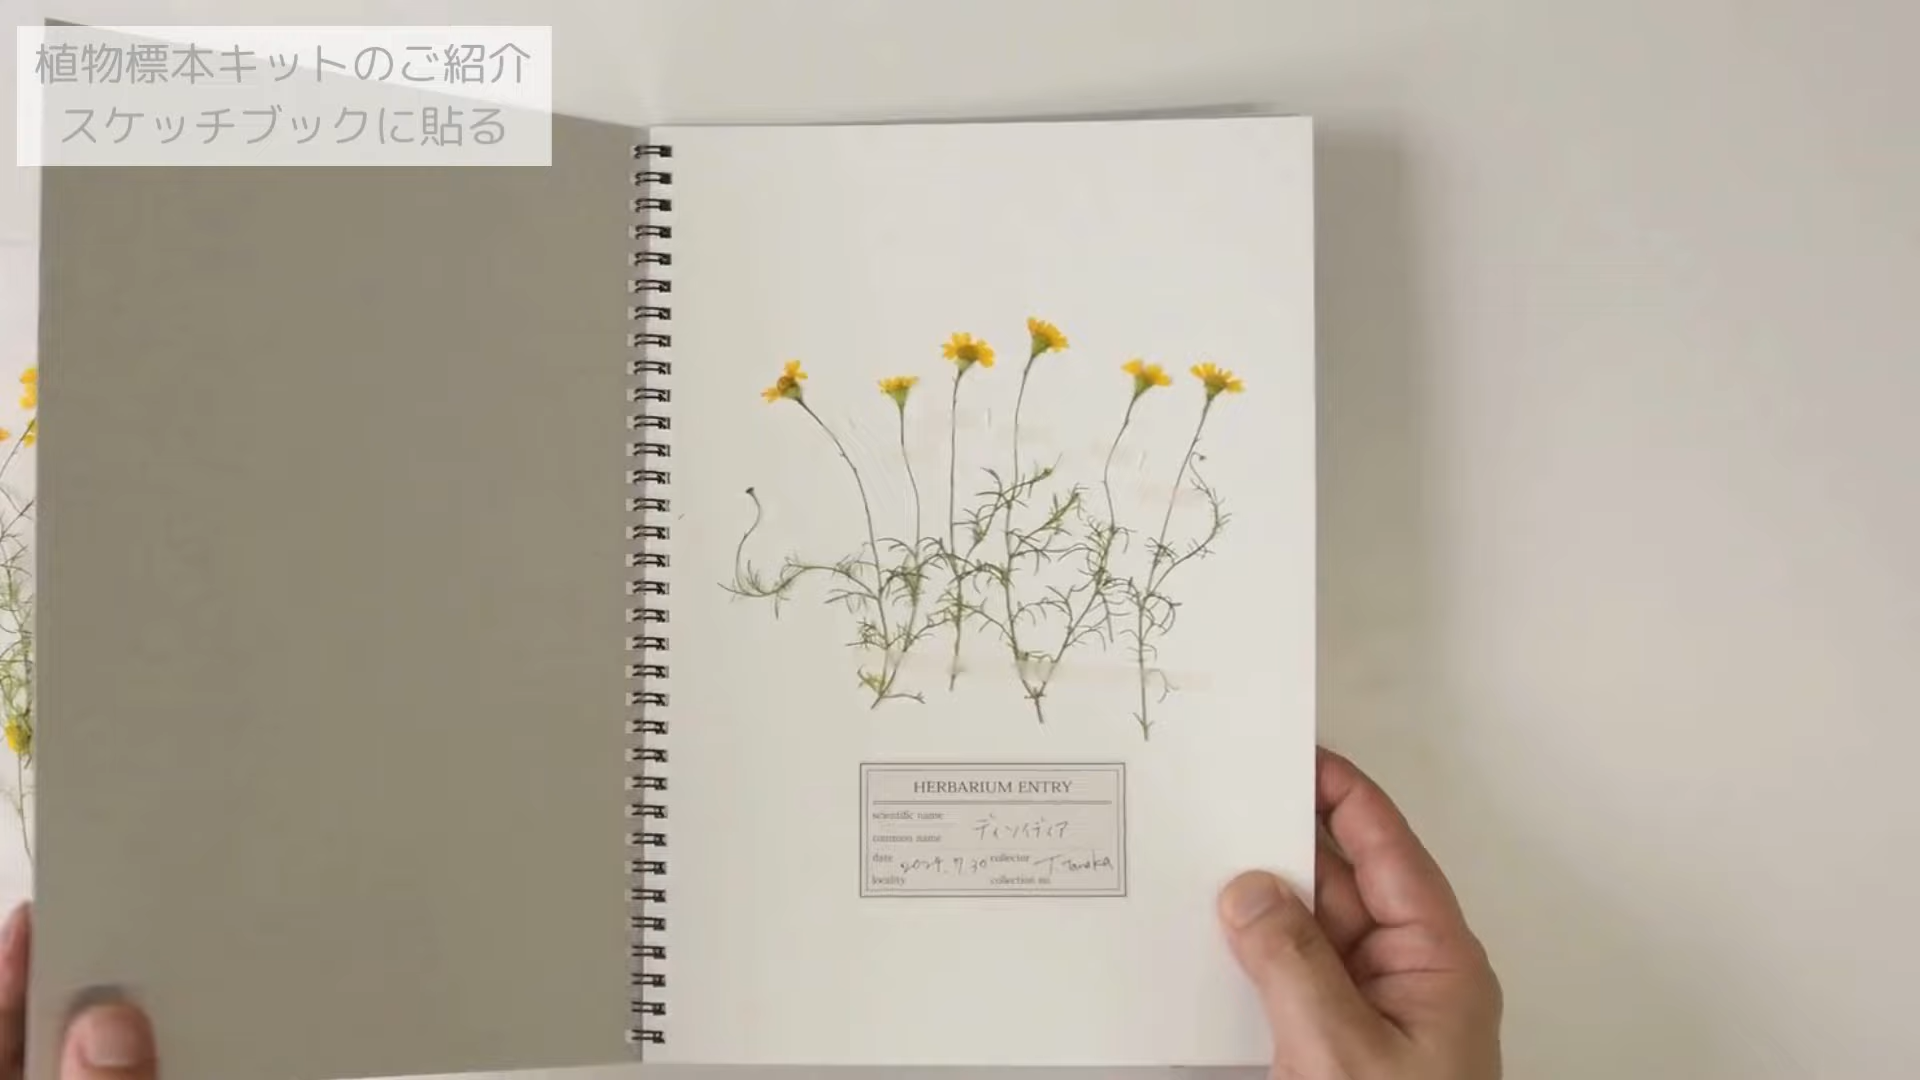 植物標本キットのご紹介
スケッチブックに貼る
HERBARIUM ENTRY
scientific name
common name ディソイディア
date 2024.7.30 collector T. Tanaka
locality collection no.